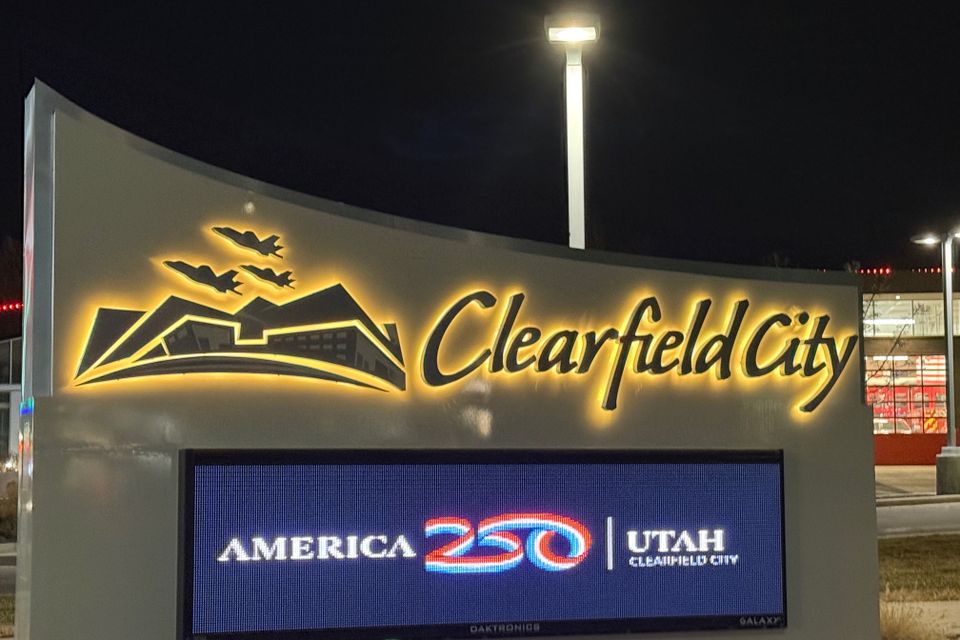 Clearfield City
AMERICA 250 | UTAH
CLEARFIELD CITY
DAKTRONICS
GALAXY